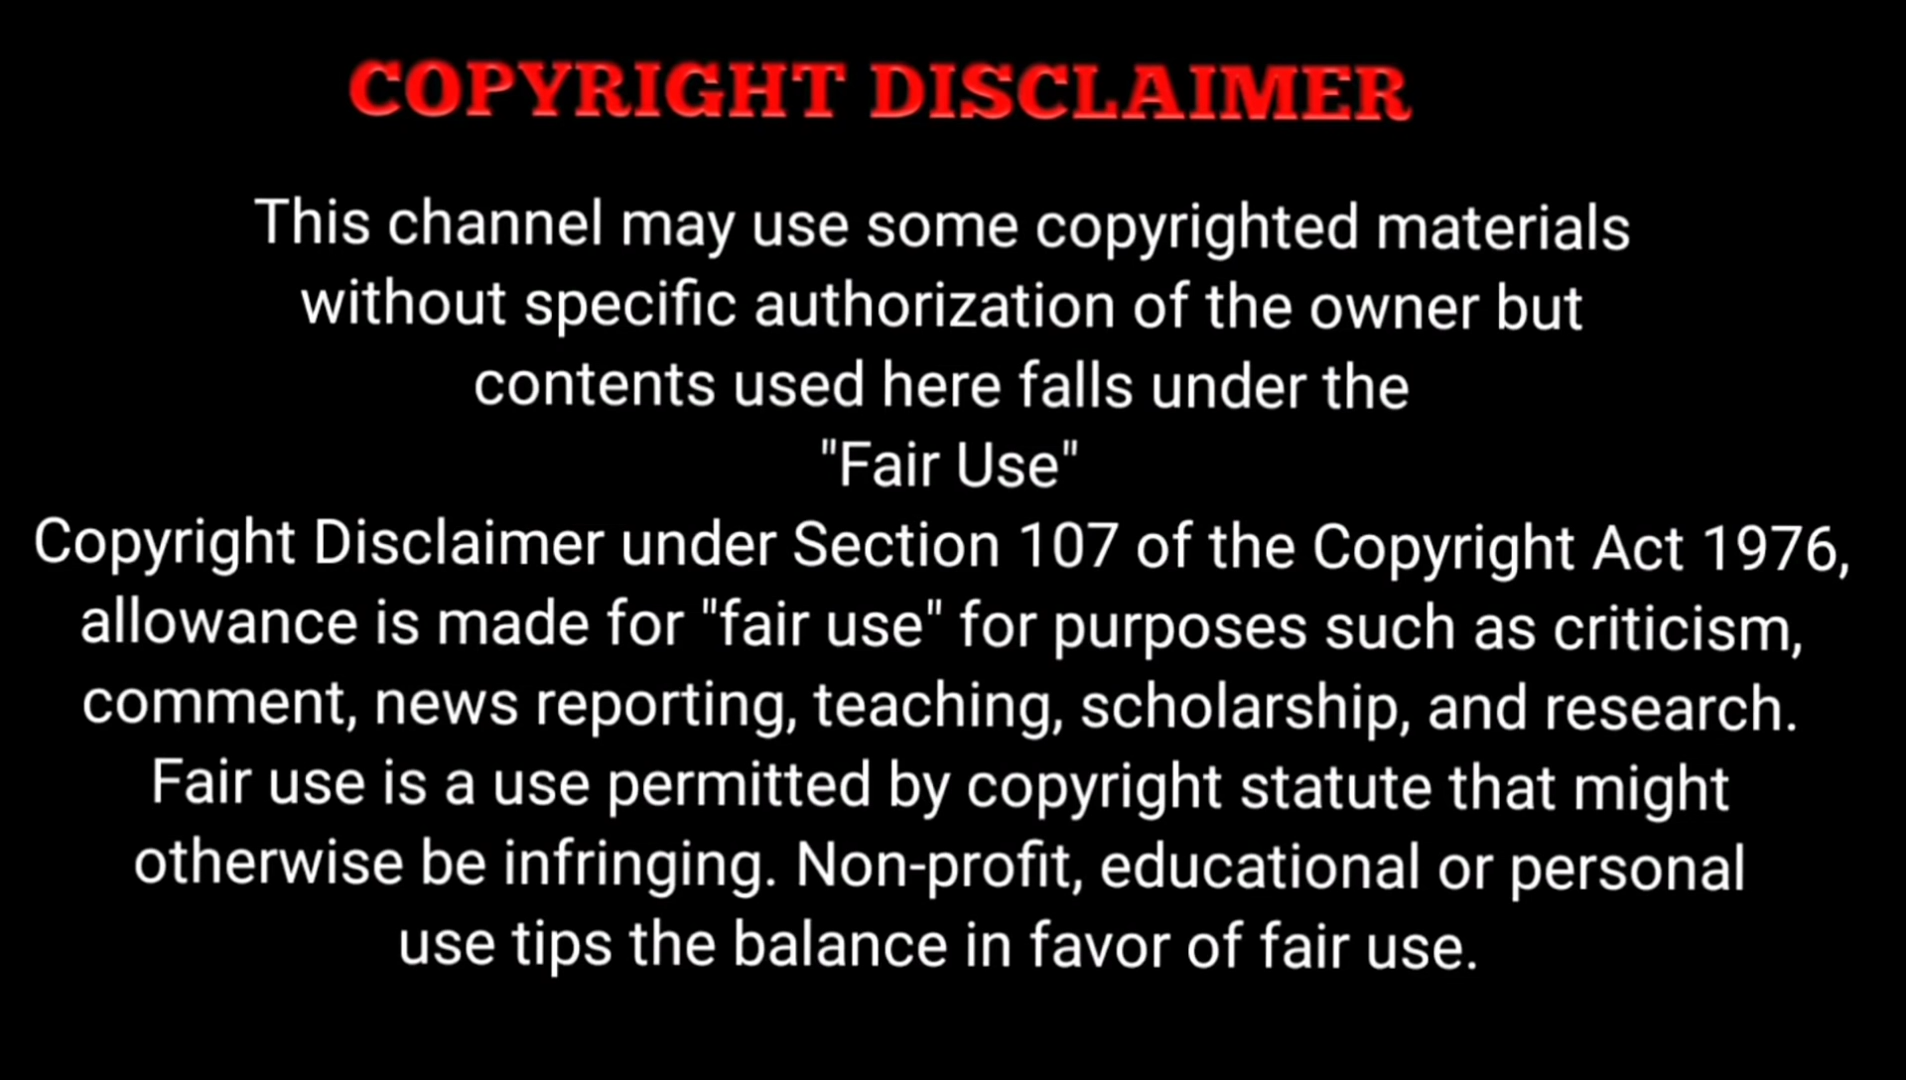 COPYRIGHT DISCLAIMER
This channel may use some copyrighted materials
without specific authorization of the owner but
contents used here falls under the
"Fair Use"
Copyright Disclaimer under Section 107 of the Copyright Act 1976,
allowance is made for "fair use" for purposes such as criticism,
comment, news reporting, teaching, scholarship, and research.
Fair use is a use permitted by copyright statute that might
otherwise be infringing. Non-profit, educational or personal
use tips the balance in favor of fair use.